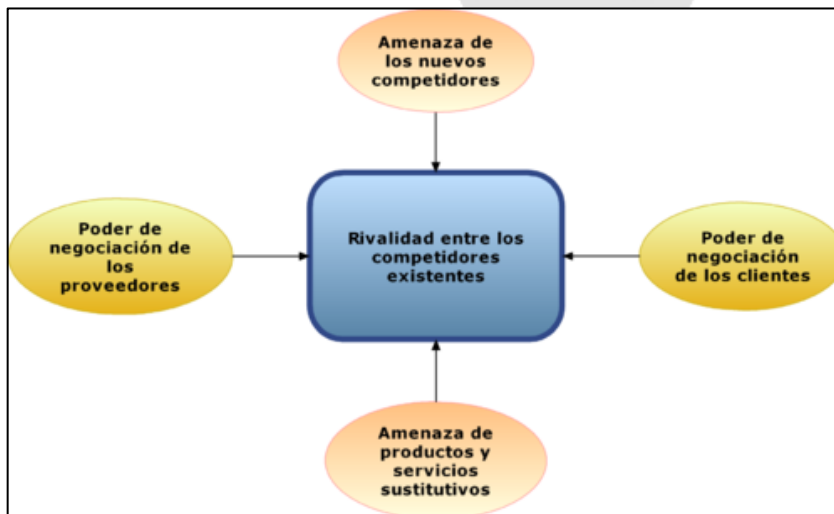 Amenaza de
los nuevos
competidores
Poder de
negociación de
los
proveedores
Rivalidad entre los
competidores
existentes
Poder de
negociación
de los clientes
Amenaza de
productos y
servicios
sustitutivos